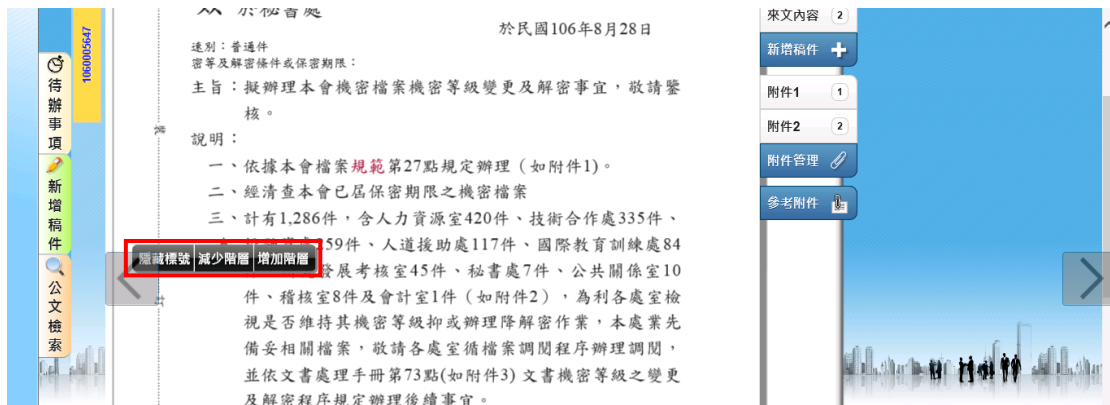 於秘書處
於民國106年8月28日
速別：普通件
密等及解密條件或保密期限：
主旨：擬辦理本會機密檔案機密等級變更及解密事宜，敬請鑒
核。
說明：
一、依據本會檔案規範第27點規定辦理（如附件1）。
二、經清查本會已屆保密期限之機密檔案
三、計有1,286件，含人力資源室420件、技術合作處335件、
259件、人道援助處117件、國際教育訓練處84
發展考核室45件、秘書處7件、公共關係室10
件、稽核室8件及會計室1件（如附件2），為利各處室檢
視是否維持其機密等級抑或辦理降解密作業，本處業先
備妥相關檔案，敬請各處室循檔案調閱程序辦理調閱，
並依文書處理手冊第73點(如附件3) 文書機密等級之變更
及解密程序規定辦理後續事宜。
隱藏標號 減少階層 增加階層
1060005647
待辦事項
新增稿件
公文檢索
來文內容 2
新增稿件
附件1 1
附件2 2
附件管理
參考附件